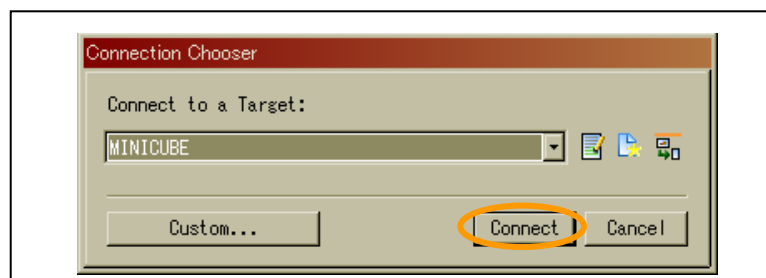 Connection Chooser
Connect to a Target:
MINICUBE
Custom... Connect Cancel